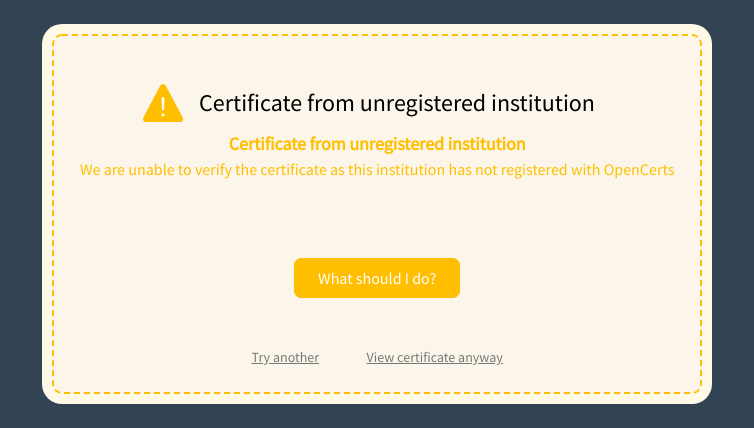 Certificate from unregistered institution
Certificate from unregistered institution
We are unable to verify the certificate as this institution has not registered with OpenCerts
What should I do?
Try another
View certificate anyway